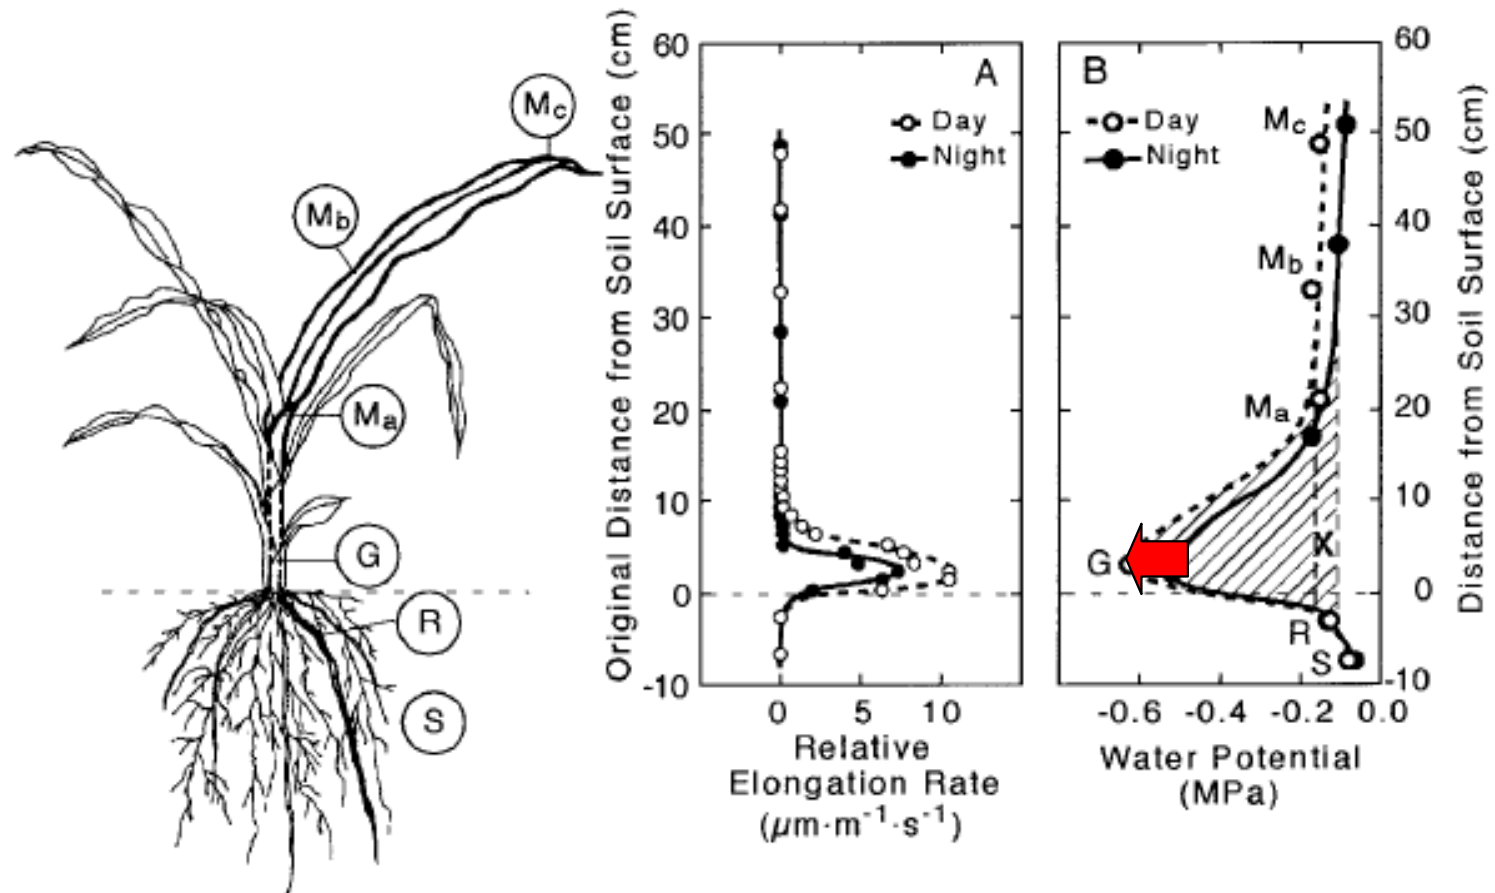 Mc
Mb
Ma
G
R
S
Original Distance from Soil Surface (cm)
60
50
40
30
20
10
0
-10
A
Day
Night
0
5
10
Relative
Elongation Rate
(μm·m⁻¹·s⁻¹)
B
Day
Night
Mc
Mb
Ma
G
X
R
S
60
50
40
30
20
10
0
-10
Distance from Soil Surface (cm)
-0.6
-0.4
-0.2
0.0
Water Potential
(MPa)